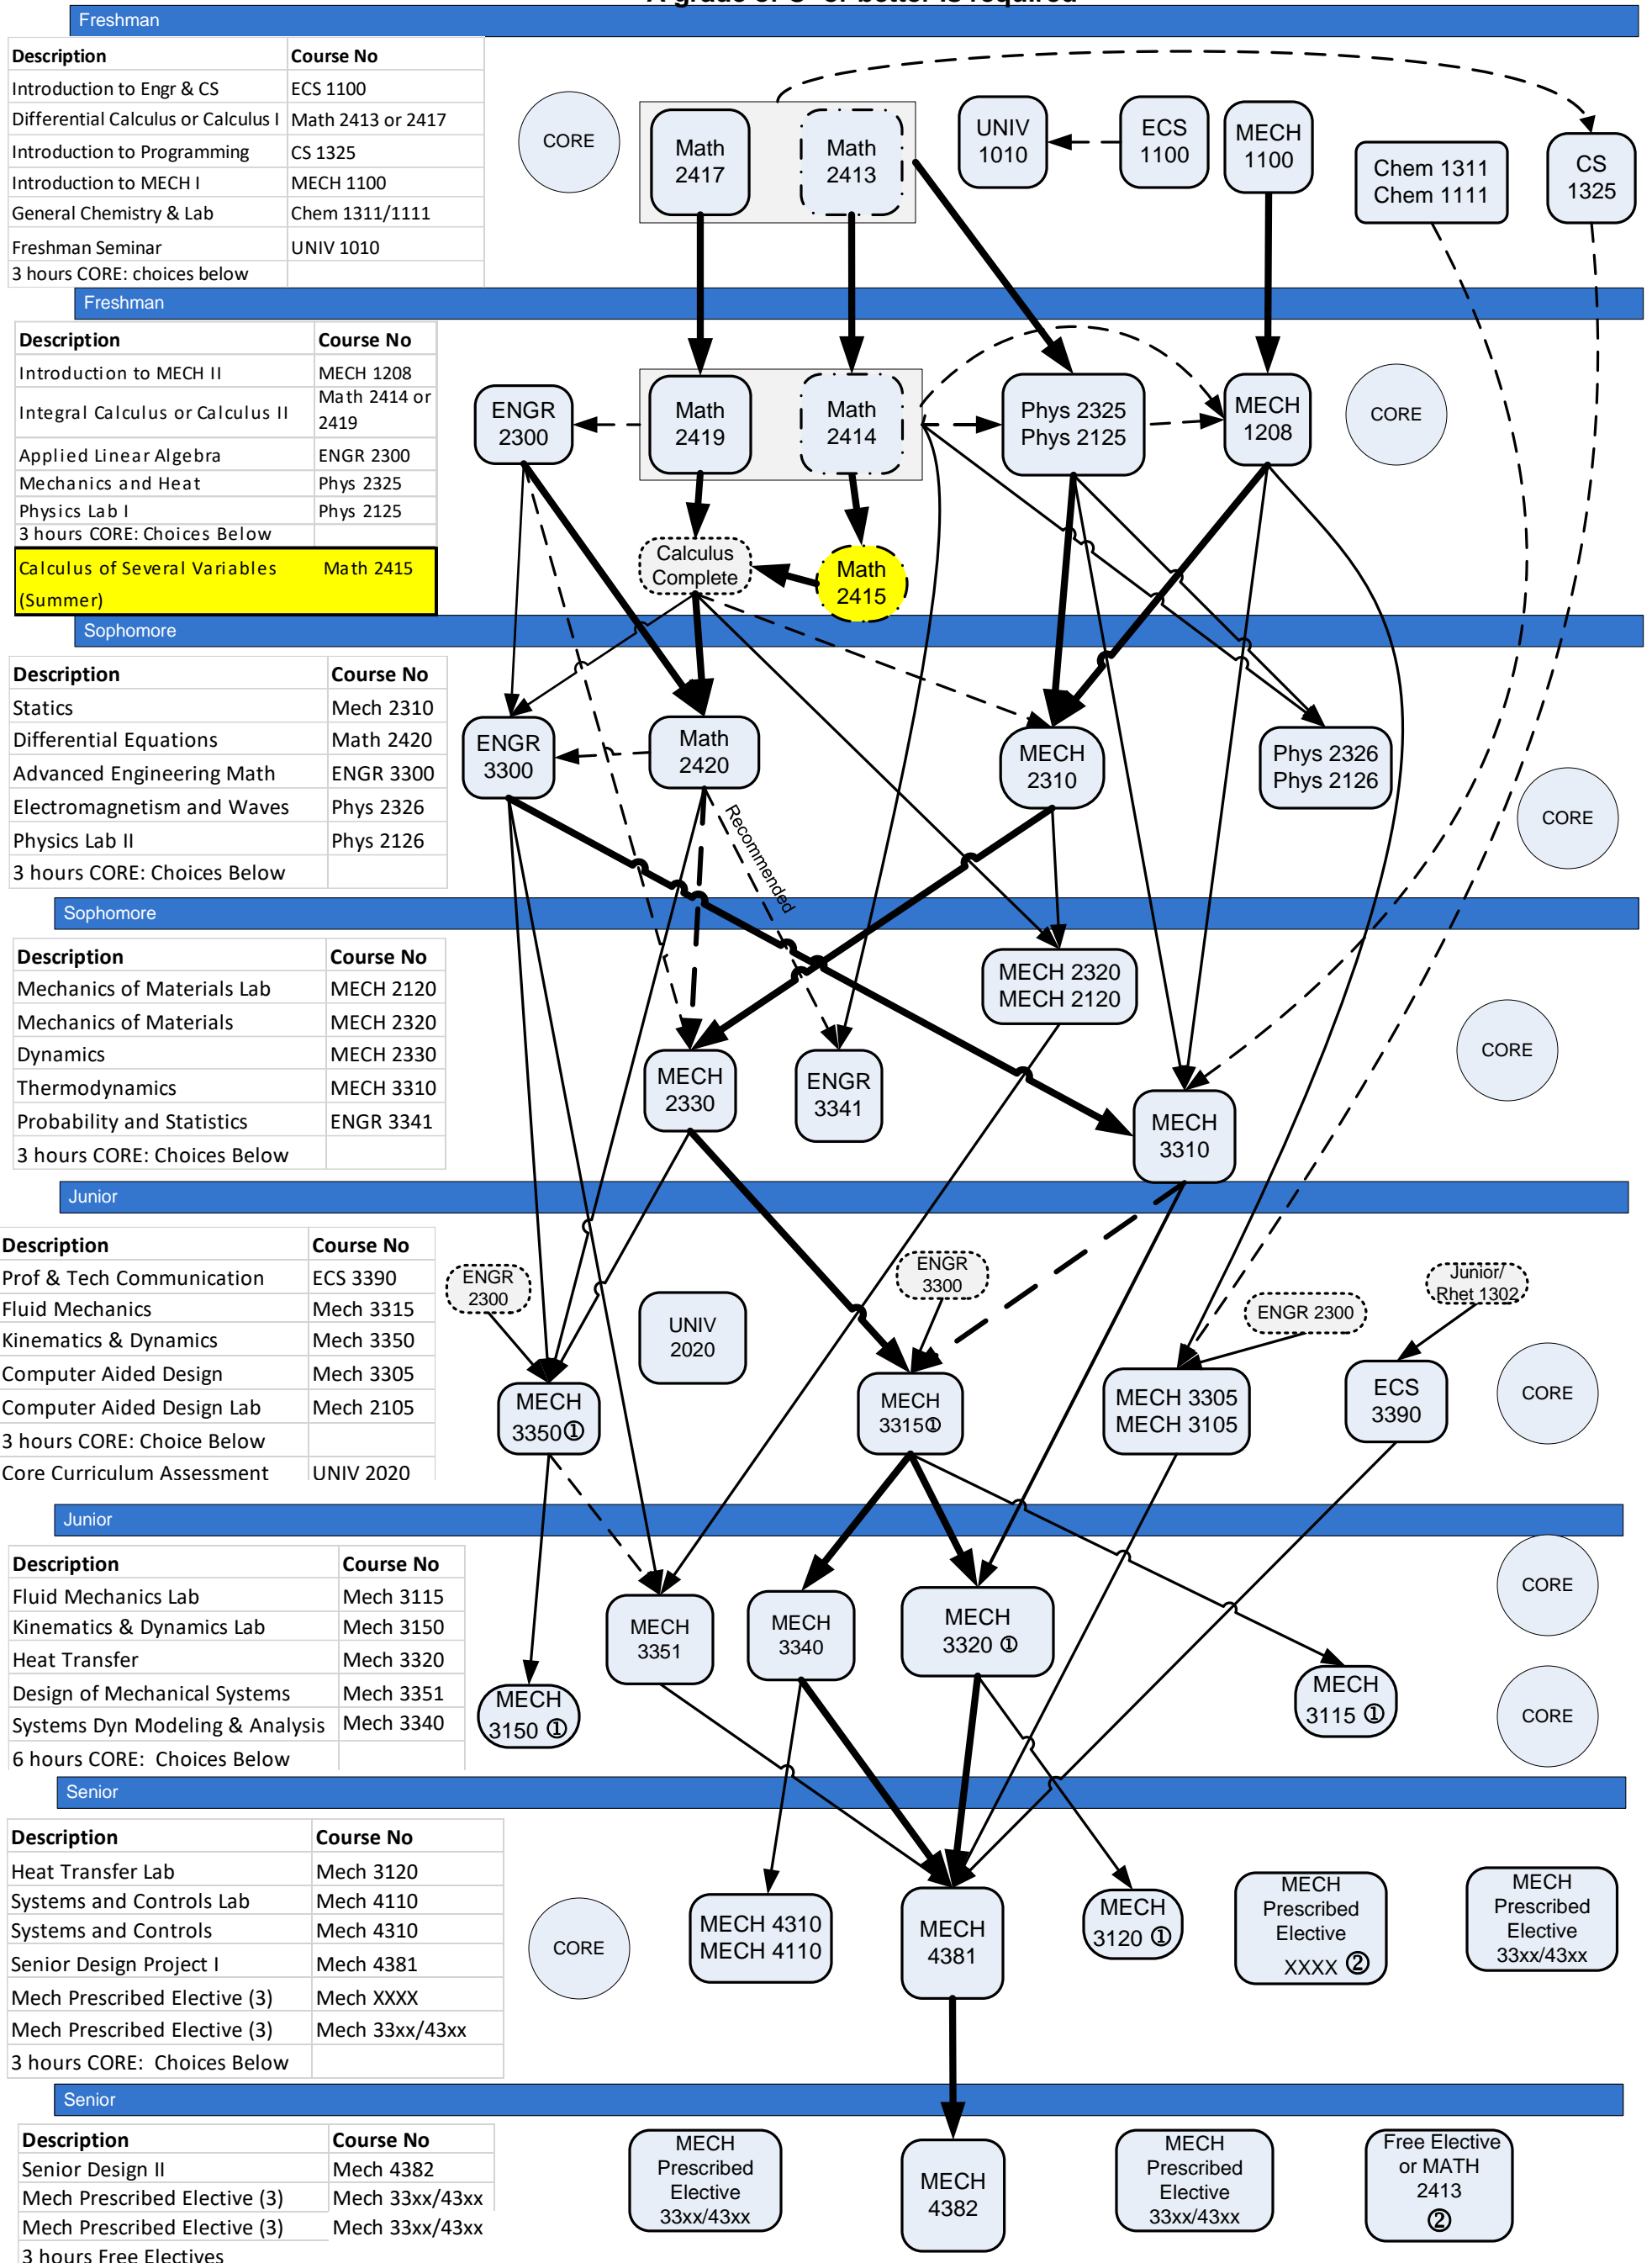 A grade of C- or better is required
Freshman
Description Course No
Introduction to Engr & CS ECS 1100
Differential Calculus or Calculus I Math 2413 or 2417
Introduction to Programming CS 1325
Introduction to MECH I MECH 1100
General Chemistry & Lab Chem 1311/1111
Freshman Seminar UNIV 1010
3 hours CORE: choices below
CORE
Math
2417
Math
2413
UNIV
1010
ECS
1100
MECH
1100
Chem 1311
Chem 1111
CS
1325
Freshman
Description Course No
Introduction to MECH II MECH 1208
Integral Calculus or Calculus II Math 2414 or
2419
Applied Linear Algebra ENGR 2300
Mechanics and Heat Phys 2325
Physics Lab I Phys 2125
3 hours CORE: Choices Below
Calculus of Several Variables Math 2415
(Summer)
ENGR
2300
Math
2419
Math
2414
Phys 2325
Phys 2125
MECH
1208
CORE
Calculus
Complete
Math
2415
Sophomore
Description Course No
Statics Mech 2310
Differential Equations Math 2420
Advanced Engineering Math ENGR 3300
Electromagnetism and Waves Phys 2326
Physics Lab II Phys 2126
3 hours CORE: Choices Below
ENGR
3300
Math
2420
MECH
2310
Phys 2326
Phys 2126
CORE
Recommended
Sophomore
Description Course No
Mechanics of Materials Lab MECH 2120
Mechanics of Materials MECH 2320
Dynamics MECH 2330
Thermodynamics MECH 3310
Probability and Statistics ENGR 3341
3 hours CORE: Choices Below
MECH 2320
MECH 2120
MECH
2330
ENGR
3341
MECH
3310
CORE
Junior
Description Course No
Prof & Tech Communication ECS 3390
Fluid Mechanics Mech 3315
Kinematics & Dynamics Mech 3350
Computer Aided Design Mech 3305
Computer Aided Design Lab Mech 2105
3 hours CORE: Choice Below
Core Curriculum Assessment UNIV 2020
ENGR
2300
UNIV
2020
ENGR
3300
ENGR 2300
Junior/
Rhet 1302
MECH
3350①
MECH
3315①
MECH 3305
MECH 3105
ECS
3390
CORE
Junior
Description Course No
Fluid Mechanics Lab Mech 3115
Kinematics & Dynamics Lab Mech 3150
Heat Transfer Mech 3320
Design of Mechanical Systems Mech 3351
Systems Dyn Modeling & Analysis Mech 3340
6 hours CORE: Choices Below
CORE
MECH
3351
MECH
3340
MECH
3320 ①
MECH
3150 ①
MECH
3115 ①
CORE
Senior
Description Course No
Heat Transfer Lab Mech 3120
Systems and Controls Lab Mech 4110
Systems and Controls Mech 4310
Senior Design Project I Mech 4381
Mech Prescribed Elective (3) Mech XXXX
Mech Prescribed Elective (3) Mech 33xx/43xx
3 hours CORE: Choices Below
CORE
MECH 4310
MECH 4110
MECH
4381
MECH
3120 ①
MECH
Prescribed
Elective
XXXX ②
MECH
Prescribed
Elective
33xx/43xx
Senior
Description Course No
Senior Design II Mech 4382
Mech Prescribed Elective (3) Mech 33xx/43xx
Mech Prescribed Elective (3) Mech 33xx/43xx
3 hours Free Electives
MECH
Prescribed
Elective
33xx/43xx
MECH
4382
MECH
Prescribed
Elective
33xx/43xx
Free Elective
or MATH
2413
②